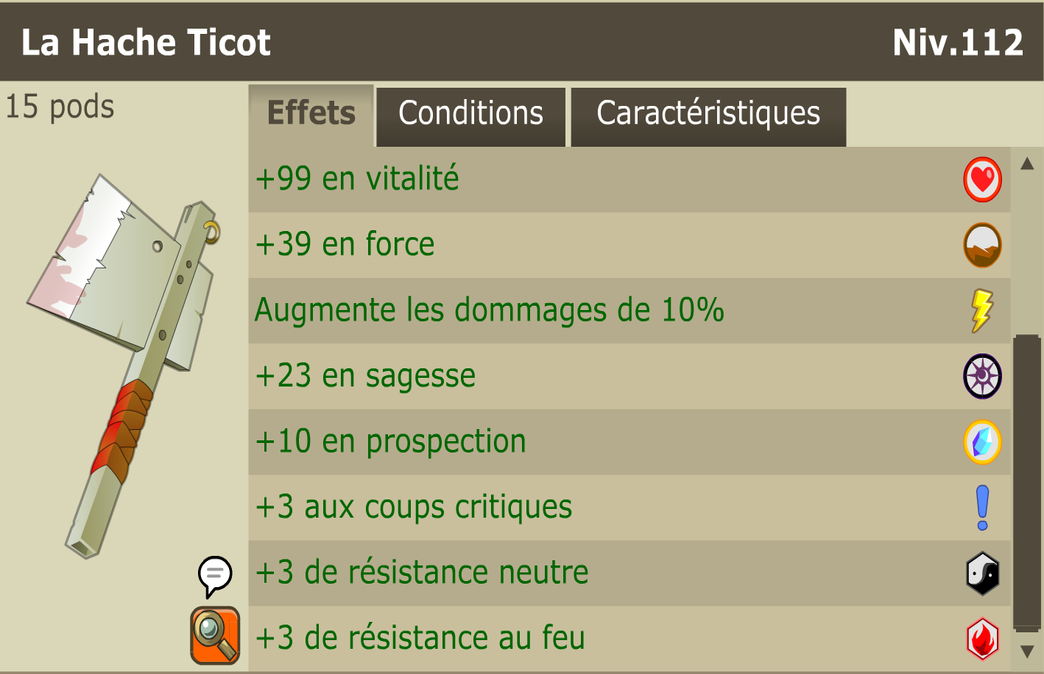 La Hache Ticot
Niv.112
15 pods
Effets
Conditions
Caractéristiques
+99 en vitalité
+39 en force
Augmente les dommages de 10%
+23 en sagesse
+10 en prospection
+3 aux coups critiques
+3 de résistance neutre
+3 de résistance au feu